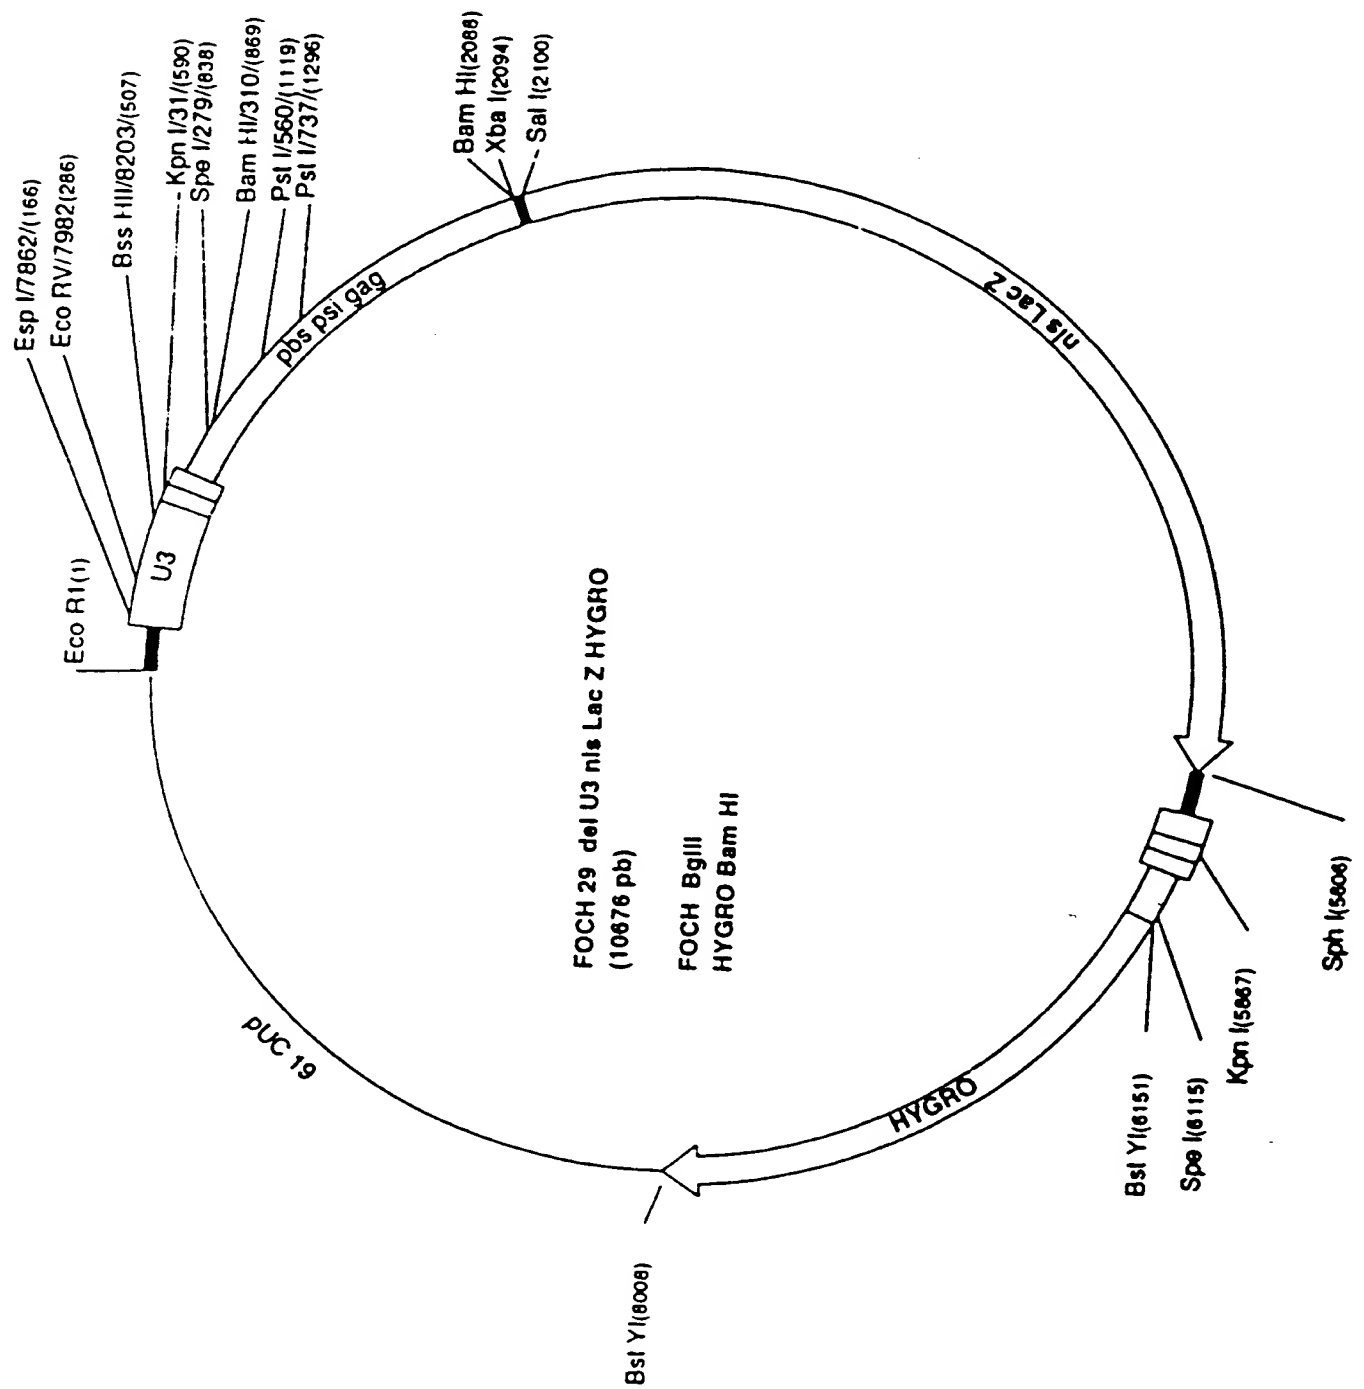 Esp I/7862/(166)
Eco RV/7982(286)
Bss HII/8203/(507)
Kpn I/31/(590)
Spe I/279/(838)
Bam HI/310/(869)
Pst I/560/(1119)
Pst I/737/(1296)
Bam HI(2088)
Xba I(2094)
Sal I(2100)
Eco R1(1)
U3
pbs psi gag
nls Lac Z
FOCH 29 del U3 nls Lac Z HYGRO
(10676 pb)
FOCH BglII
HYGRO Bam HI
pUC 19
HYGRO
Bst YI(8008)
Bst YI(6151)
Spe I(6115)
Kpn I(5867)
Sph I(5806)